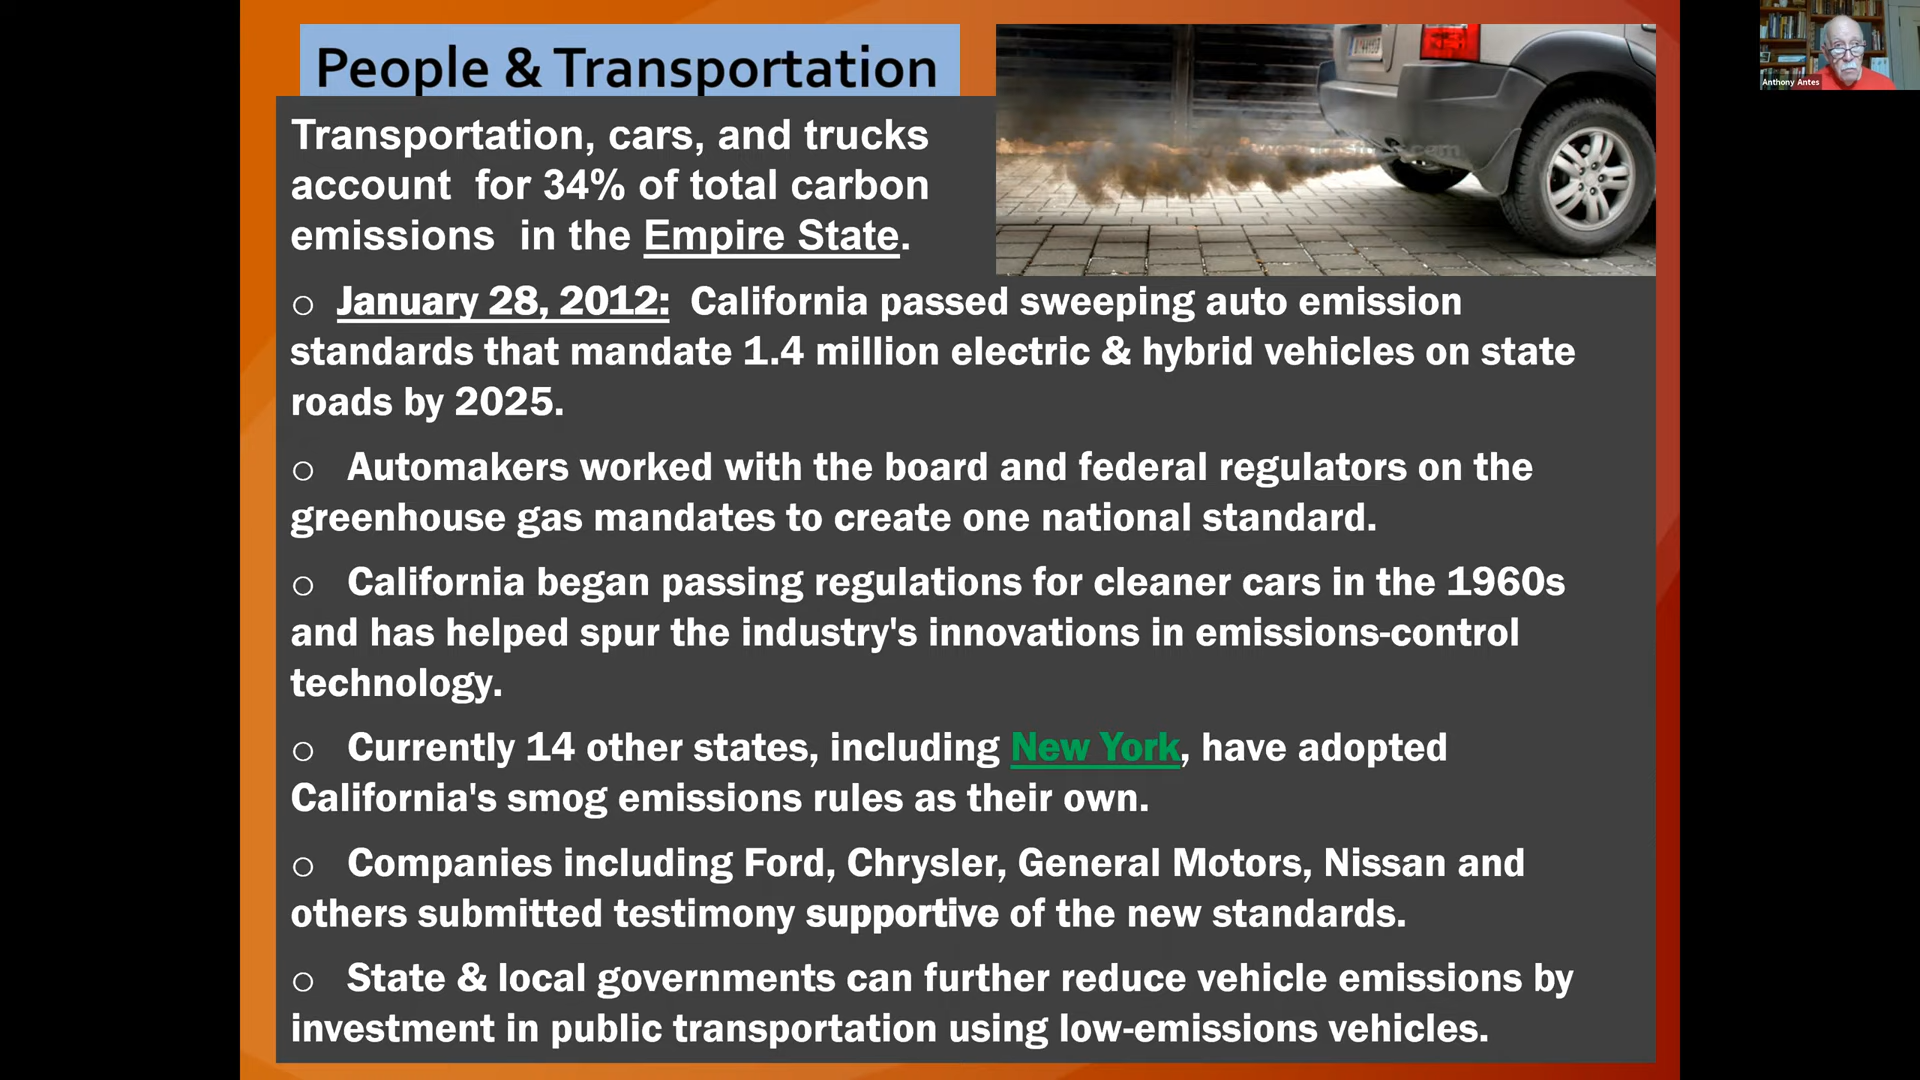 People & Transportation
Anthony Antes
Transportation, cars, and trucks
account for 34% of total carbon
emissions in the Empire State.
o January 28, 2012: California passed sweeping auto emission
standards that mandate 1.4 million electric & hybrid vehicles on state
roads by 2025.
o Automakers worked with the board and federal regulators on the
greenhouse gas mandates to create one national standard.
o California began passing regulations for cleaner cars in the 1960s
and has helped spur the industry's innovations in emissions-control
technology.
o Currently 14 other states, including New York, have adopted
California's smog emissions rules as their own.
o Companies including Ford, Chrysler, General Motors, Nissan and
others submitted testimony supportive of the new standards.
o State & local governments can further reduce vehicle emissions by
investment in public transportation using low-emissions vehicles.